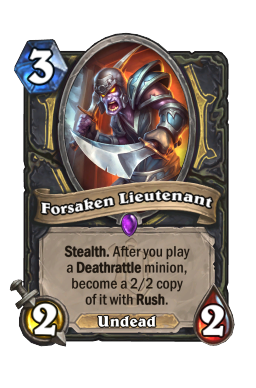 3
Forsaken Lieutenant
Stealth. After you play
a Deathrattle minion,
become a 2/2 copy
of it with Rush.
2
Undead
2